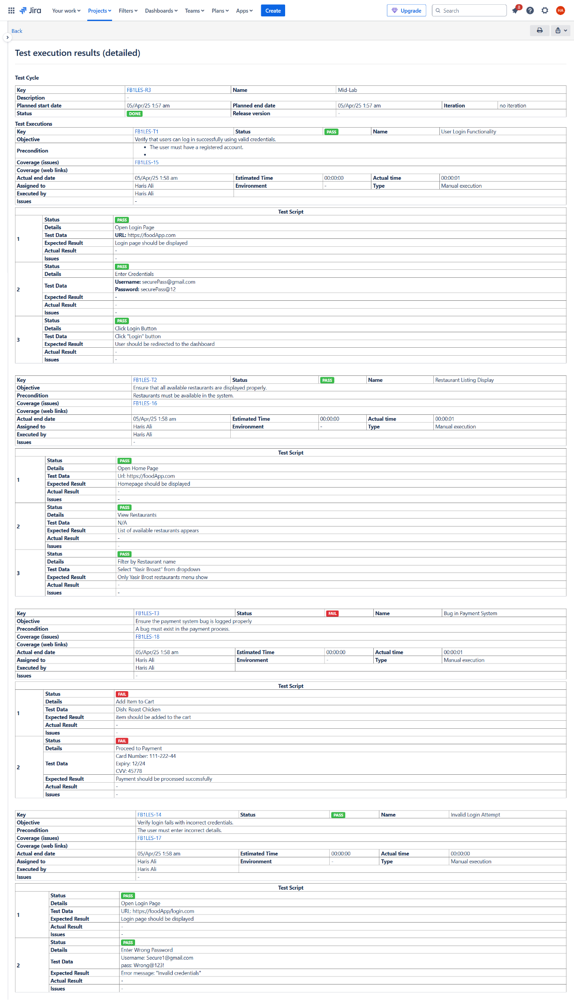 Jira Your work Projects Filters Dashboards Teams Plans Apps Create Upgrade Search 8 HA
Back
Test execution results (detailed)
Test Cycle
Key FB1LES-R3 Name Mid-Lab
Description -
Planned start date 05/Apr/25 1:57 am Planned end date 05/Apr/25 1:57 am Iteration no iteration
Status DONE Release version -
Test Executions
Key FB1LES-T1 Status PASS Name User Login Functionality
Objective Verify that users can log in successfully using valid credentials.
Precondition • The user must have a registered account.
•
Coverage (issues) FB1LES-15
Coverage (web links)
Actual end date 05/Apr/25 1:58 am Estimated Time 00:00:00 Actual time 00:00:01
Assigned to Haris Ali Environment - Type Manual execution
Executed by Haris Ali
Issues -
Test Script
1
Status PASS
Details Open Login Page
Test Data URL: https://foodApp.com
Expected Result Login page should be displayed
Actual Result -
Issues -
2
Status PASS
Details Enter Credentials
Test Data Username: securePass@gmail.com
Password: securePass@12
Expected Result -
Actual Result -
Issues -
3
Status PASS
Details Click Login Button
Test Data Click "Login" button
Expected Result User should be redirected to the dashboard
Actual Result -
Issues -
Key FB1LES-T2 Status PASS Name Restaurant Listing Display
Objective Ensure that all available restaurants are displayed properly.
Precondition Restaurants must be available in the system.
Coverage (issues) FB1LES-16
Coverage (web links)
Actual end date 05/Apr/25 1:58 am Estimated Time 00:00:00 Actual time 00:00:01
Assigned to Haris Ali Environment - Type Manual execution
Executed by Haris Ali
Issues -
Test Script
1
Status PASS
Details Open Home Page
Test Data Url: https://foodApp.com
Expected Result Homepage should be displayed
Actual Result -
Issues -
2
Status PASS
Details View Restaurants
Test Data N/A
Expected Result List of available restaurants appears
Actual Result -
Issues -
3
Status PASS
Details Filter by Restaurant name
Test Data Select "Yasir Broast" from dropdown
Expected Result Only Yasir Brost restaurants menu show
Actual Result -
Issues -
Key FB1LES-T3 Status FAIL Name Bug in Payment System
Objective Ensure the payment system bug is logged properly
Precondition A bug must exist in the payment process.
Coverage (issues) FB1LES-18
Coverage (web links)
Actual end date 05/Apr/25 1:58 am Estimated Time 00:00:00 Actual time 00:00:01
Assigned to Haris Ali Environment - Type Manual execution
Executed by Haris Ali
Issues -
Test Script
1
Status FAIL
Details Add Item to Cart
Test Data Dish: Roast Chicken
Expected Result item should be added to the cart
Actual Result -
Issues -
2
Status FAIL
Details Proceed to Payment
Test Data Card Number: 111-222-44
Expiry: 12/24
CVV: 45778
Expected Result Payment should be processed successfully
Actual Result -
Issues -
Key FB1LES-T4 Status PASS Name Invalid Login Attempt
Objective Verify login fails with incorrect credentials.
Precondition The user must enter incorrect details.
Coverage (issues) FB1LES-17
Coverage (web links)
Actual end date 05/Apr/25 1:58 am Estimated Time 00:00:00 Actual time 00:00:00
Assigned to Haris Ali Environment - Type Manual execution
Executed by Haris Ali
Issues -
Test Script
1
Status PASS
Details Open Login Page
Test Data URL: https://foodApp/login.com
Expected Result Login page should be displayed
Actual Result -
Issues -
2
Status PASS
Details Enter Wrong Password
Test Data Username: Secure1@gmail.com
pass: Wrong@123!
Expected Result Error message: "Invalid credentials"
Actual Result -
Issues -